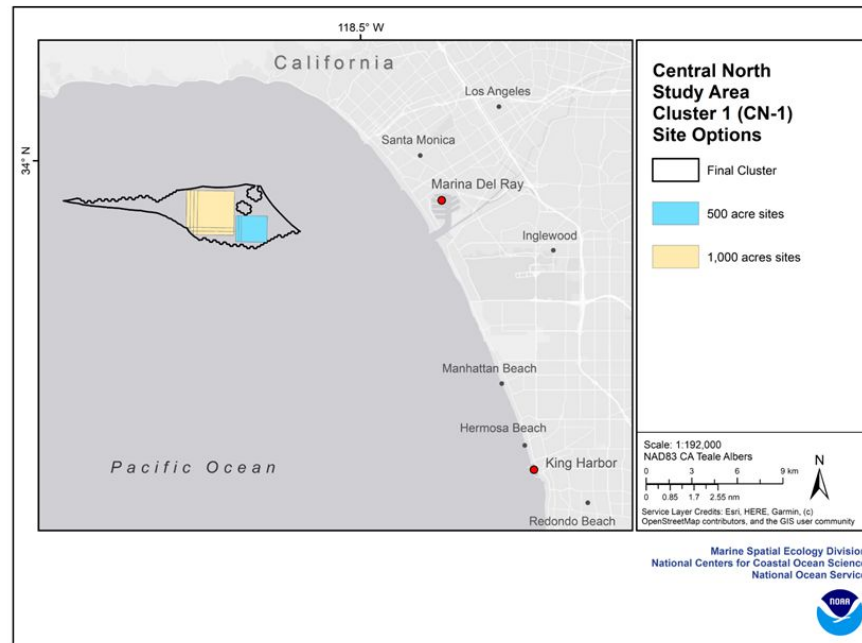 118.5° W
34° N
California
Los Angeles
Santa Monica
Marina Del Ray
Inglewood
Manhattan Beach
Hermosa Beach
King Harbor
Redondo Beach
Pacific Ocean
Central North
Study Area
Cluster 1 (CN-1)
Site Options
Final Cluster
500 acre sites
1,000 acres sites
Scale: 1:192,000
NAD83 CA Teale Albers
0 3 6 9 km
0 0.85 1.7 2.55 nm
N
Service Layer Credits: Esri, HERE, Garmin, (c)
OpenStreetMap contributors, and the GIS user community
Marine Spatial Ecology Division
National Centers for Coastal Ocean Science
National Ocean Service
NOAA